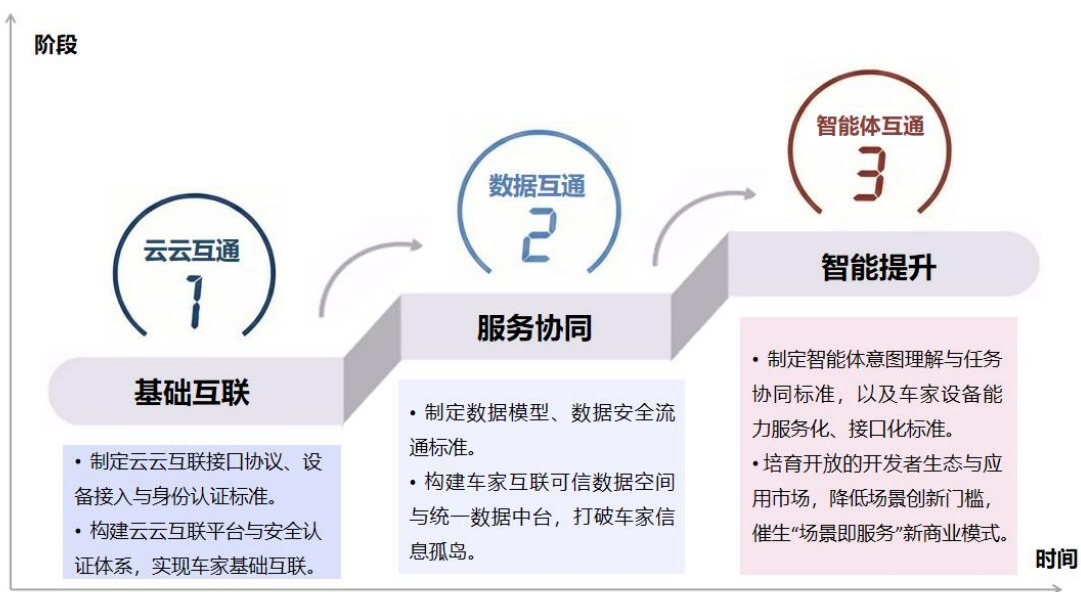 阶段
云云互通
1
基础互联
• 制定云云互联接口协议、设
备接入与身份认证标准。
• 构建云云互联平台与安全认
证体系，实现车家基础互联。
数据互通
2
服务协同
• 制定数据模型、数据安全流
通标准。
• 构建车家互联可信数据空间
与统一数据中台，打破车家信
息孤岛。
智能体互通
3
智能提升
• 制定智能体意图理解与任务
协同标准，以及车家设备能
力服务化、接口化标准。
• 培育开放的开发者生态与应
用市场，降低场景创新门槛，
催生“场景即服务”新商业模式。
时间